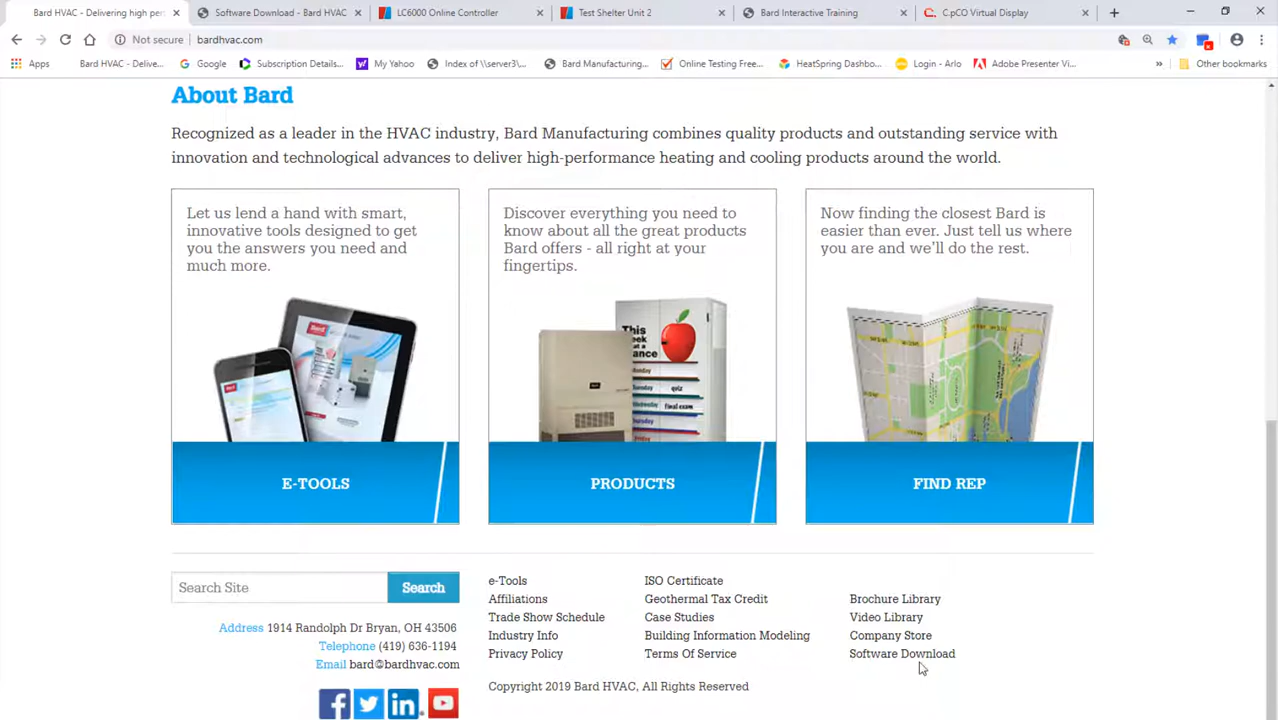 Bard HVAC - Delivering high per
Software Download - Bard HVAC
LC6000 Online Controller
Test Shelter Unit 2
Bard Interactive Training
C.pCO Virtual Display
Not secure
bardhvac.com
Apps
Bard HVAC - Delive...
Google
Subscription Details...
My Yahoo
Index of \\server3\...
Bard Manufacturing...
Online Testing Free...
HeatSpring Dashbo...
Login - Arlo
Adobe Presenter Vi...
»
Other bookmarks
About Bard
Recognized as a leader in the HVAC industry, Bard Manufacturing combines quality products and outstanding service with
innovation and technological advances to deliver high-performance heating and cooling products around the world.
Let us lend a hand with smart,
innovative tools designed to get
you the answers you need and
much more.
E-TOOLS
Discover everything you need to
know about all the great products
Bard offers - all right at your
fingertips.
This
quiz
final exam
PRODUCTS
Now finding the closest Bard is
easier than ever. Just tell us where
you are and we'll do the rest.
FIND REP
Search Site
Search
Address 1914 Randolph Dr Bryan, OH 43506
Telephone (419) 636-1194
Email bard@bardhvac.com
e-Tools
Affiliations
Trade Show Schedule
Industry Info
Privacy Policy
ISO Certificate
Geothermal Tax Credit
Case Studies
Building Information Modeling
Terms Of Service
Brochure Library
Video Library
Company Store
Software Download
Copyright 2019 Bard HVAC, All Rights Reserved